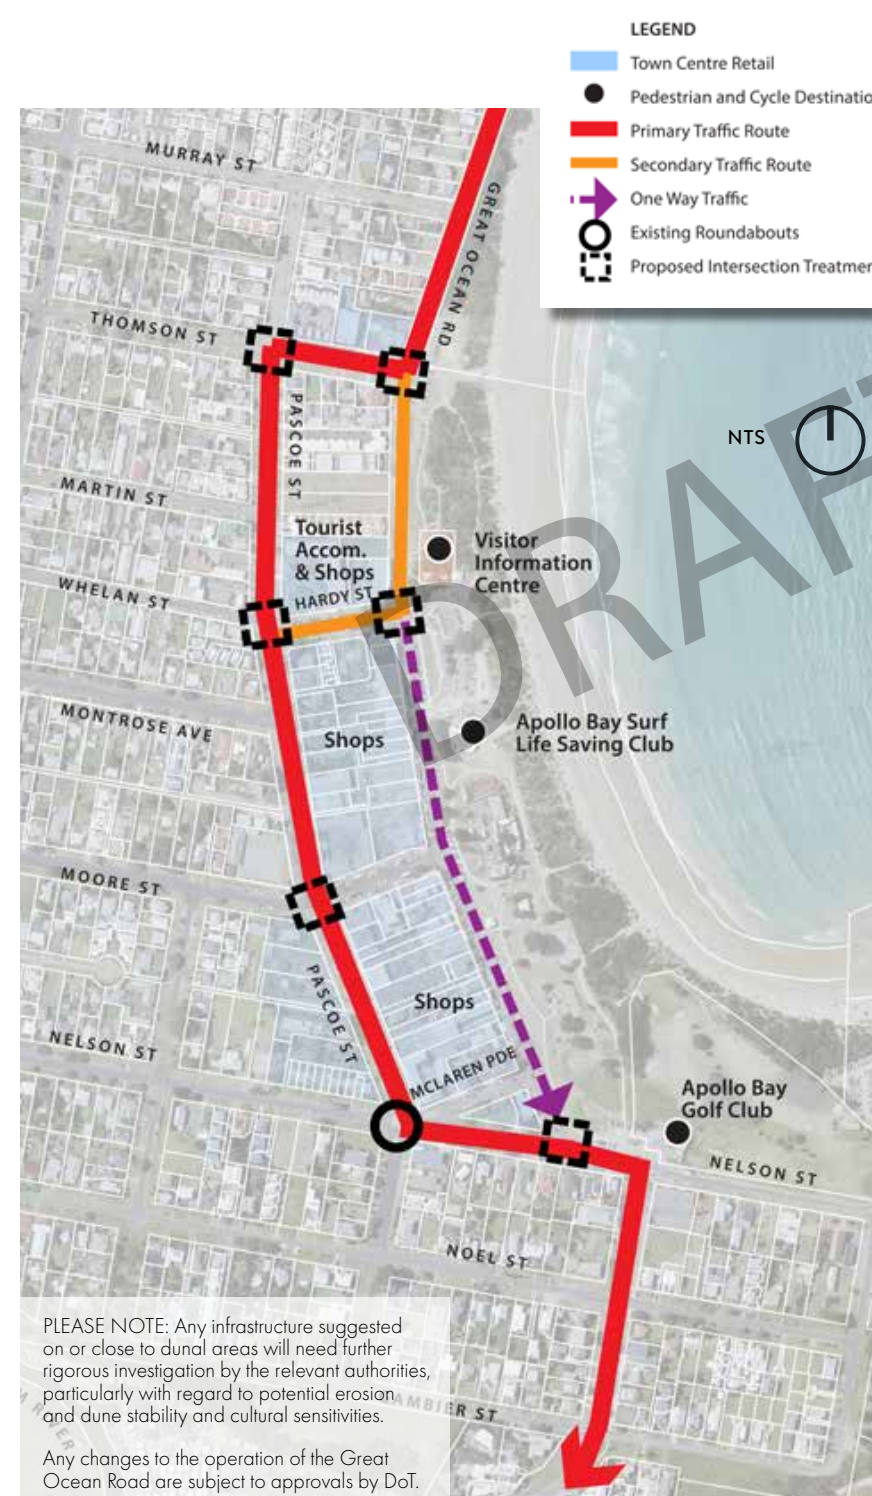 LEGEND
Town Centre Retail
Pedestrian and Cycle Destinatio
Primary Traffic Route
Secondary Traffic Route
One Way Traffic
Existing Roundabouts
Proposed Intersection Treatmen
MURRAY ST
GREAT OCEAN RD
THOMSON ST
PASCOE ST
NTS
DRAFT
MARTIN ST
Tourist
Accom.
& Shops
Visitor
Information
Centre
WHELAN ST
HARDY ST
MONTROSE AVE
Shops
Apollo Bay Surf
Life Saving Club
MOORE ST
PASCOE ST
Shops
NELSON ST
MCLAREN PDE
Apollo Bay
Golf Club
NELSON ST
NOEL ST
PLEASE NOTE: Any infrastructure suggested
on or close to dunal areas will need further
rigorous investigation by the relevant authorities,
particularly with regard to potential erosion
and dune stability and cultural sensitivities.
AMBIER ST
M RIVER
Any changes to the operation of the Great
Ocean Road are subject to approvals by DoT.